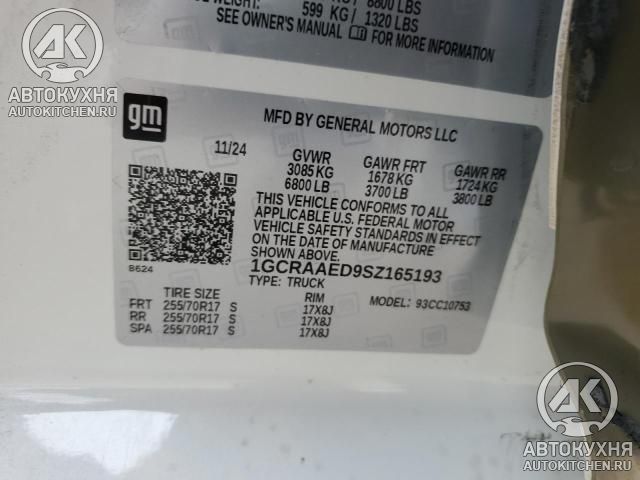 6800 LBS
WEIGHT: 599 KG/ 1320 LBS
SEE OWNER'S MANUAL FOR MORE INFORMATION
АВТОКУХНЯ
AUTOKITCHEN.RU
gm
MFD BY GENERAL MOTORS LLC
11/24 GVWR GAWR FRT GAWR RR
3085 KG 1678 KG 1724 KG
6800 LB 3700 LB 3800 LB
THIS VEHICLE CONFORMS TO ALL
APPLICABLE U.S. FEDERAL MOTOR
VEHICLE SAFETY STANDARDS IN EFFECT
ON THE DATE OF MANUFACTURE
SHOWN ABOVE.
8624
1GCRAAED9SZ165193
TYPE: TRUCK
MODEL: 93CC10753
TIRE SIZE RIM
FRT 255/70R17 S 17X8J
RR 255/70R17 S 17X8J
SPA 255/70R17 S 17X8J
АВТОКУХНЯ
AUTOKITCHEN.RU